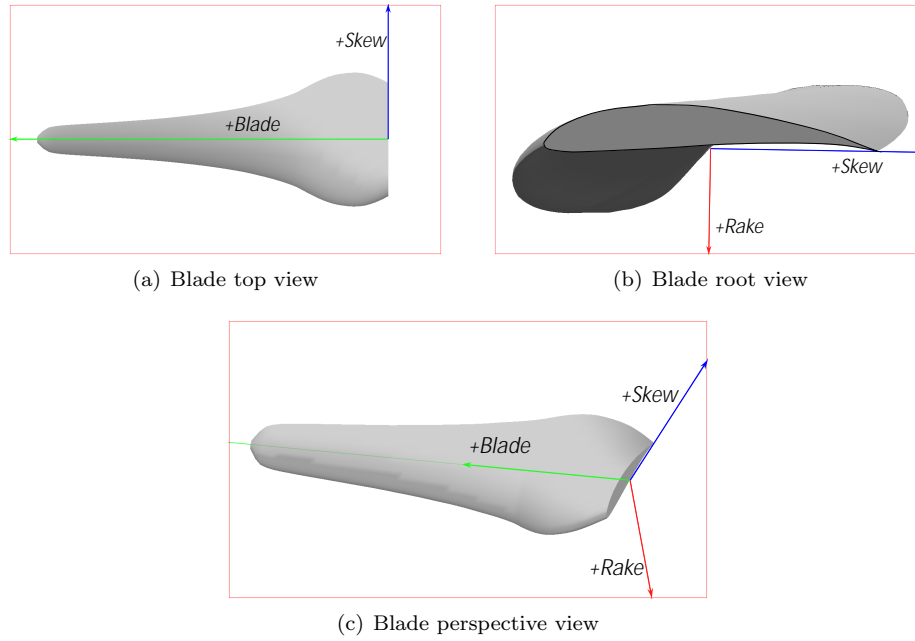 +Skew
+Blade
(a) Blade top view
+Skew
+Rake
(b) Blade root view
+Skew
+Blade
+Rake
(c) Blade perspective view